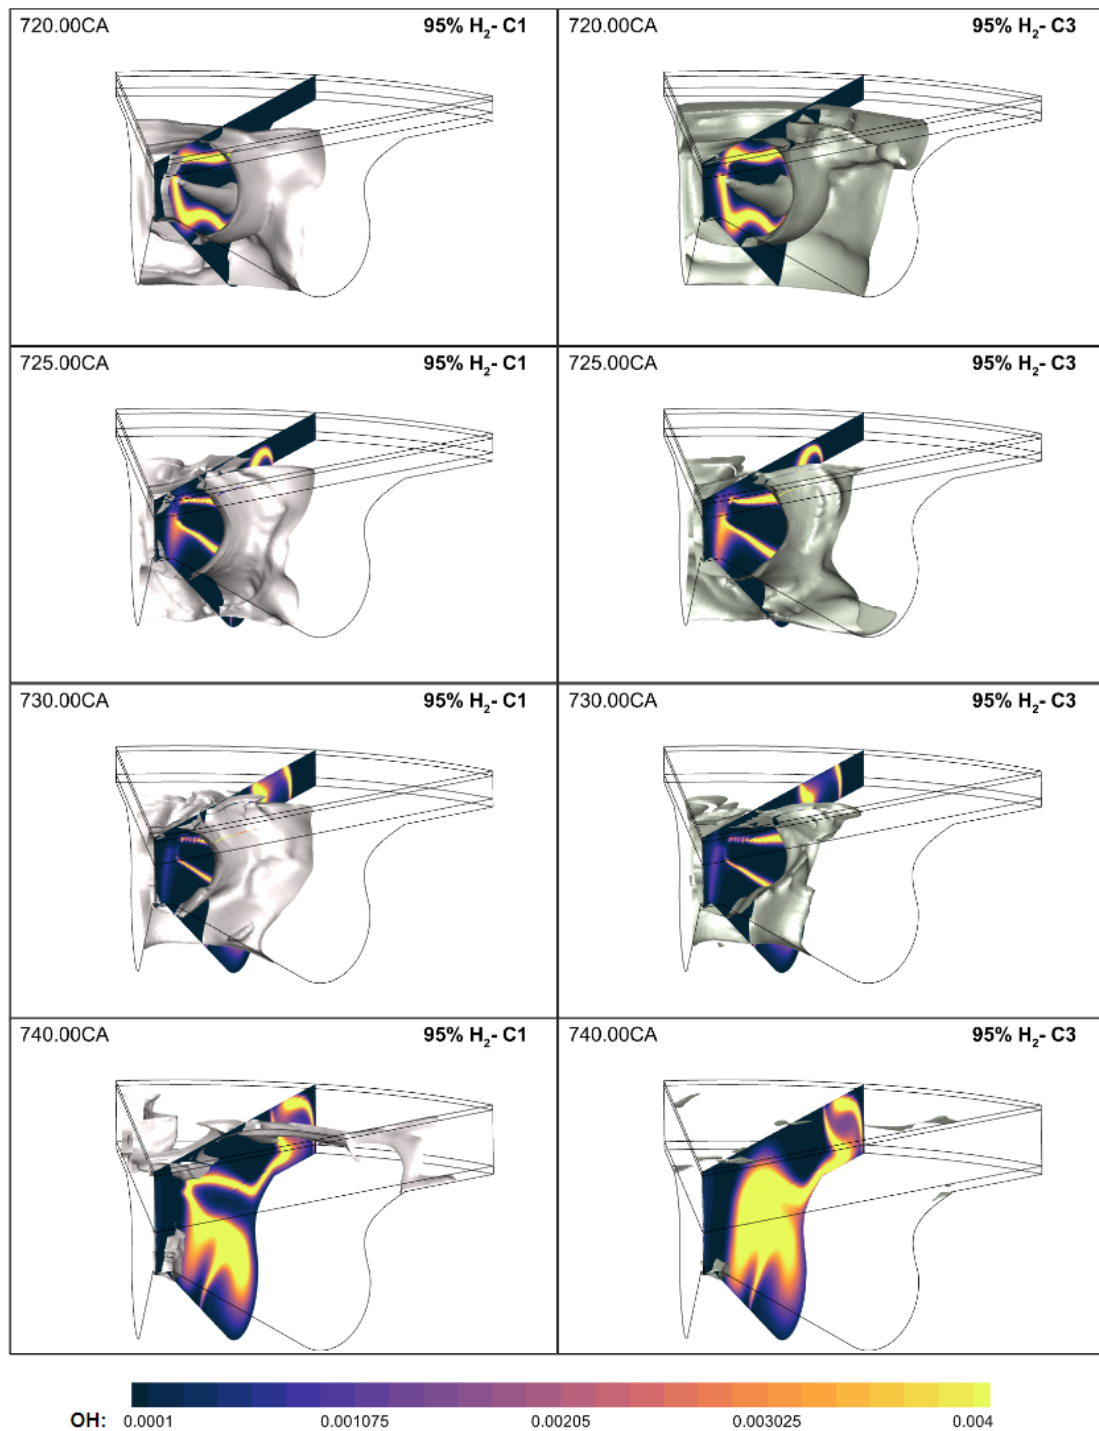 720.00CA 95% H₂- C1
720.00CA 95% H₂- C3
725.00CA 95% H₂- C1
725.00CA 95% H₂- C3
730.00CA 95% H₂- C1
730.00CA 95% H₂- C3
740.00CA 95% H₂- C1
740.00CA 95% H₂- C3
OH: 0.0001 0.001075 0.00205 0.003025 0.004